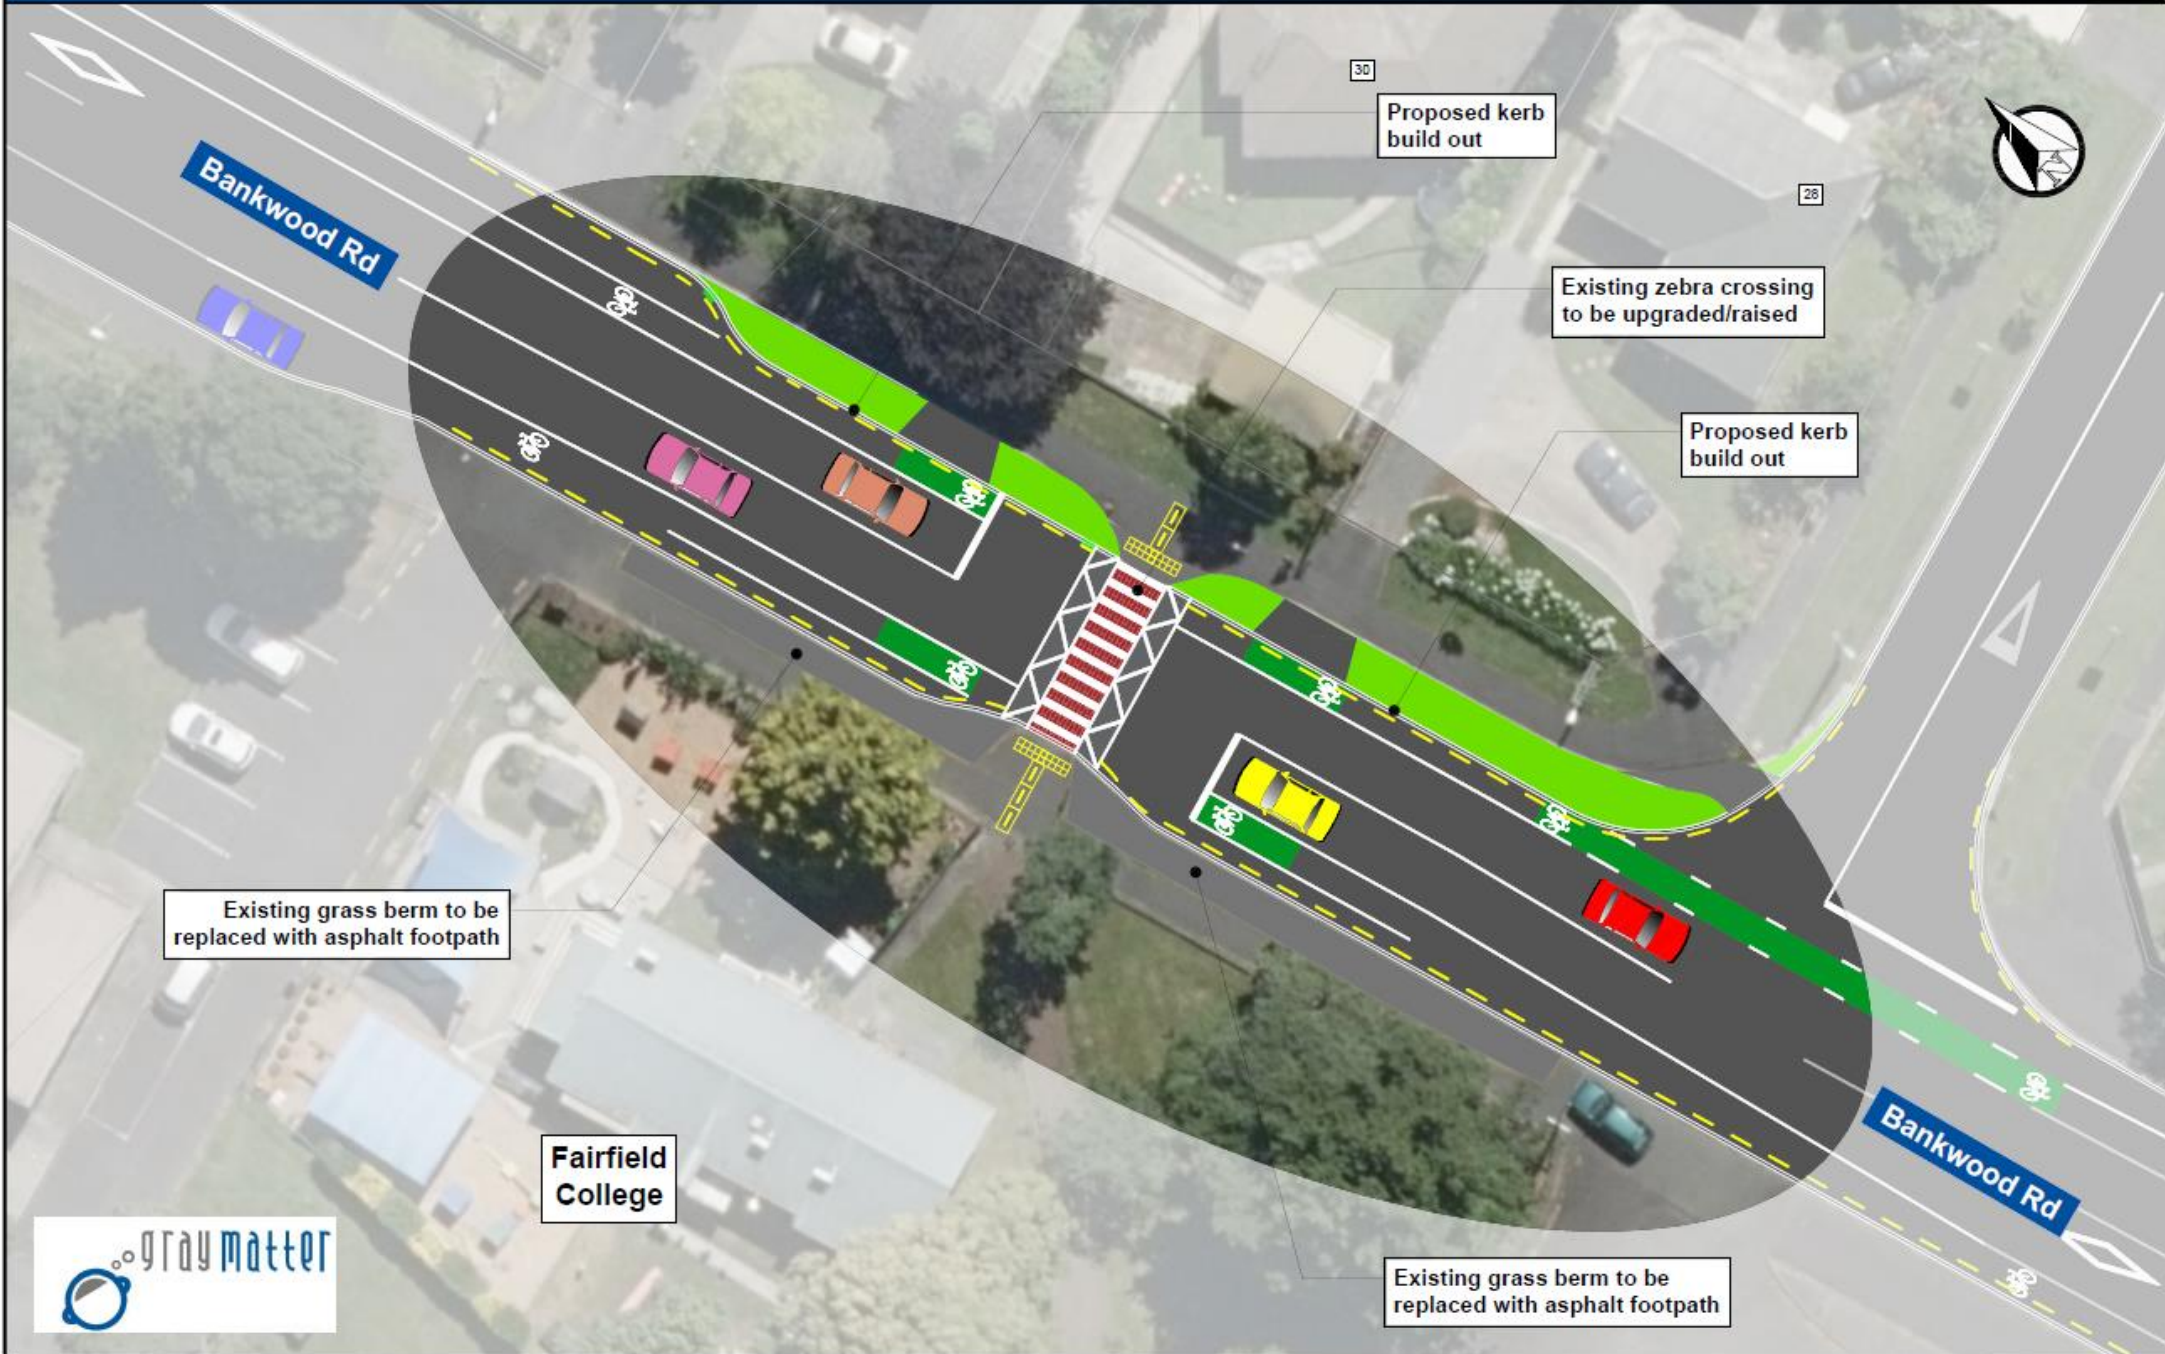 30
Proposed kerb
build out
28
Bankwood Rd
Existing zebra crossing
to be upgraded/raised
Proposed kerb
build out
Existing grass berm to be
replaced with asphalt footpath
Fairfield
College
Bankwood Rd
graymatter
Existing grass berm to be
replaced with asphalt footpath
N